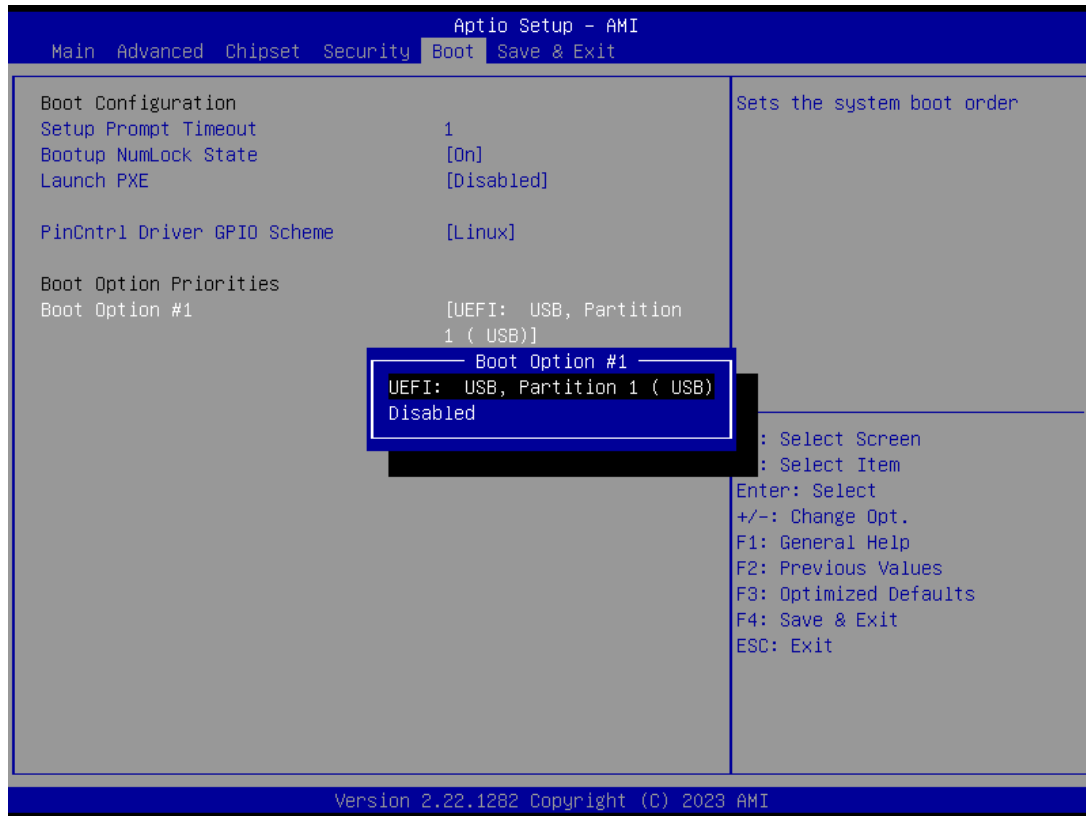 Aptio Setup – AMI
Main Advanced Chipset Security Boot Save & Exit
Boot Configuration
Setup Prompt Timeout 1
Bootup NumLock State [On]
Launch PXE [Disabled]
PinCntrl Driver GPIO Scheme [Linux]
Boot Option Priorities
Boot Option #1 [UEFI:  USB, Partition
1 ( USB)]
Boot Option #1
UEFI:  USB, Partition 1 ( USB)
Disabled
Sets the system boot order
: Select Screen
: Select Item
Enter: Select
+/-: Change Opt.
F1: General Help
F2: Previous Values
F3: Optimized Defaults
F4: Save & Exit
ESC: Exit
Version 2.22.1282 Copyright (C) 2023 AMI